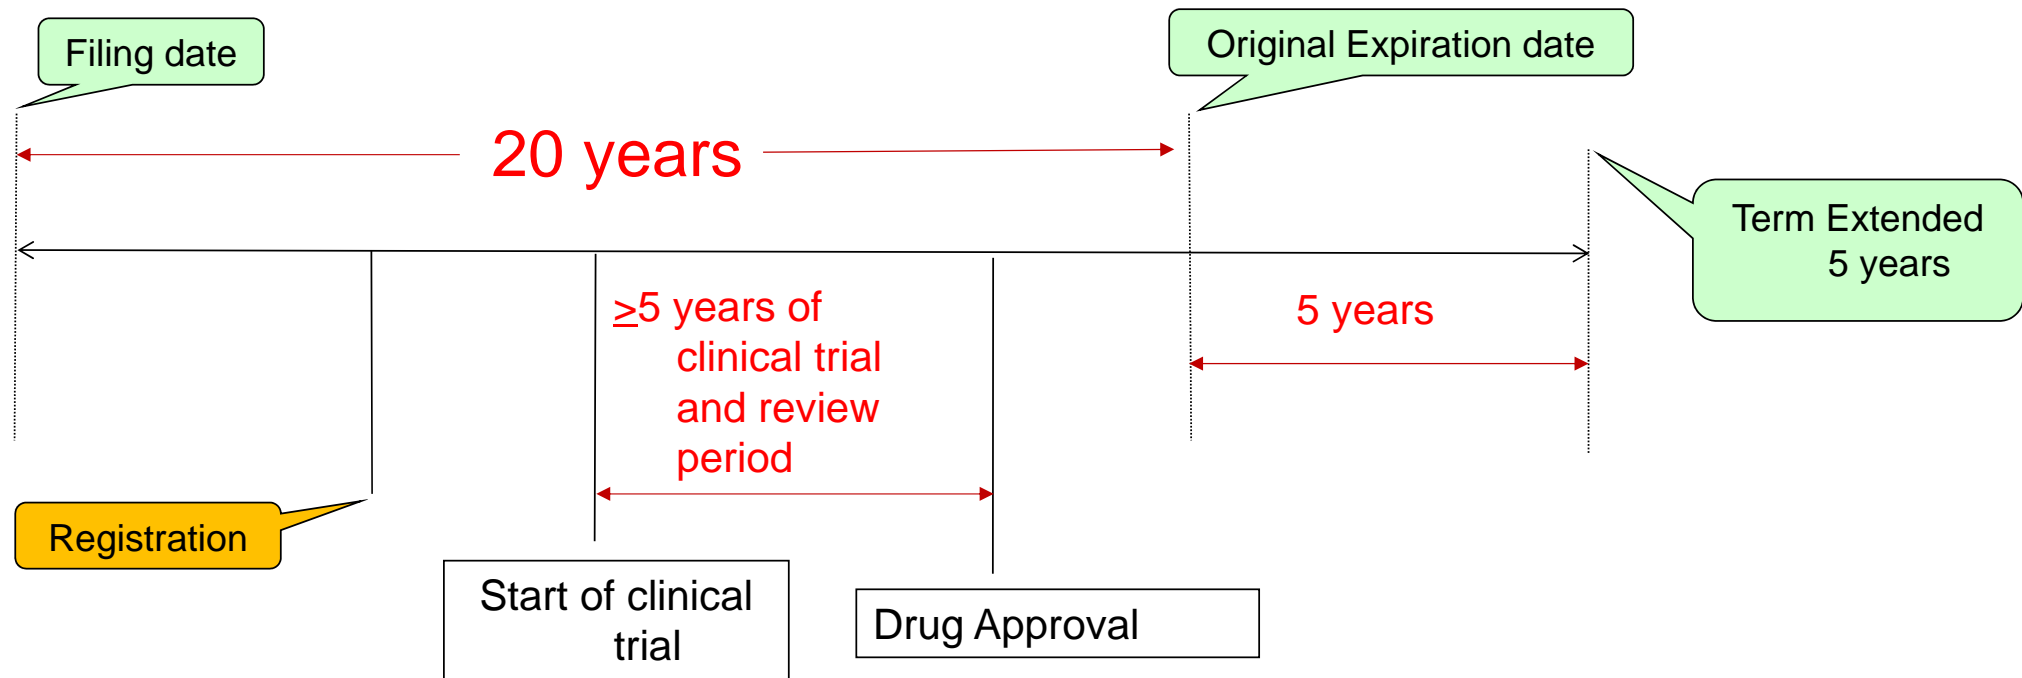 Filing date
Original Expiration date
20 years
Term Extended
5 years
≥5 years of
clinical trial
and review
period
5 years
Registration
Start of clinical
trial
Drug Approval